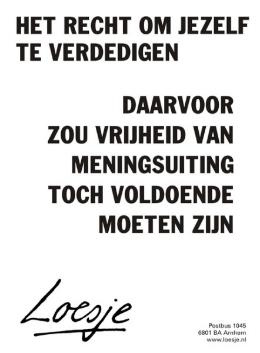 HET RECHT OM JEZELF
TE VERDEDIGEN
DAARVOOR
ZOU VRIJHEID VAN
MENINGSUITING
TOCH VOLDOENDE
MOETEN ZIJN
Loesje
Postbus 1045
6801 BA Arnhem
www.loesje.nl